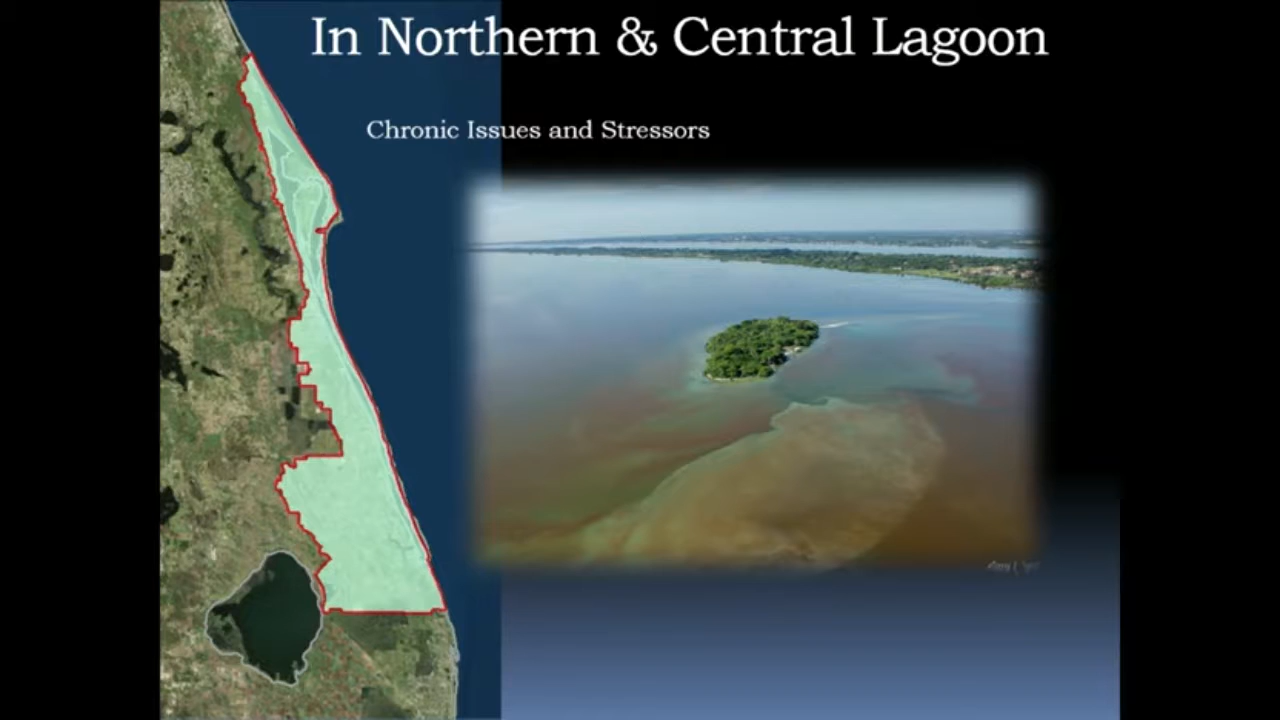 In Northern & Central Lagoon
Chronic Issues and Stressors